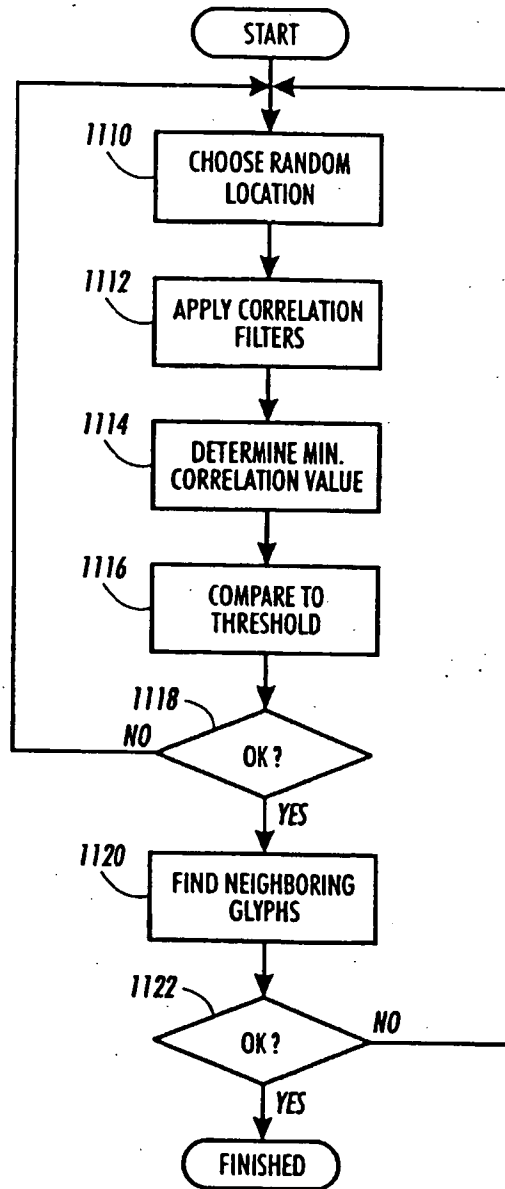 START
1110
CHOOSE RANDOM
LOCATION
1112
APPLY CORRELATION
FILTERS
1114
DETERMINE MIN.
CORRELATION VALUE
1116
COMPARE TO
THRESHOLD
1118
NO
OK?
YES
1120
FIND NEIGHBORING
GLYPHS
1122
NO
OK?
YES
FINISHED